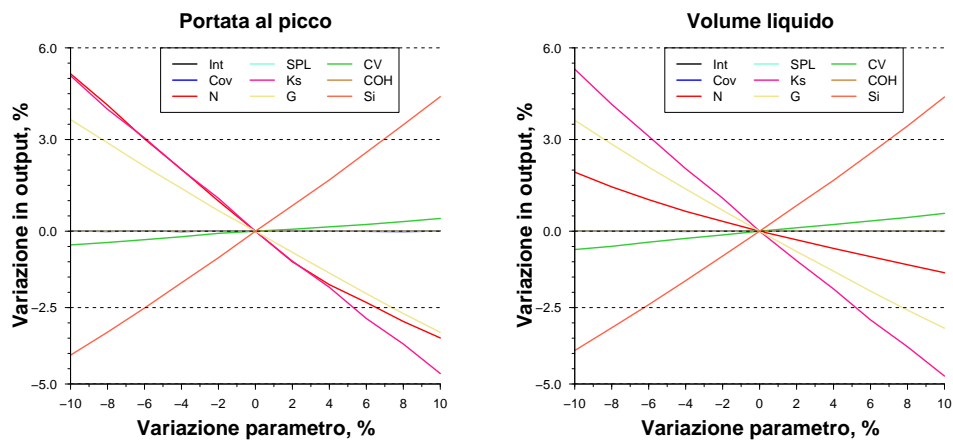 Portata al picco
Variazione in output, %
6.0
3.0
0.0
−2.5
−5.0
Int SPL CV
Cov Ks COH
N G Si
−10 −8 −6 −4 −2 0 2 4 6 8 10
Variazione parametro, %
Volume liquido
Variazione in output, %
6.0
3.0
0.0
−2.5
−5.0
Int SPL CV
Cov Ks COH
N G Si
−10 −8 −6 −4 −2 0 2 4 6 8 10
Variazione parametro, %